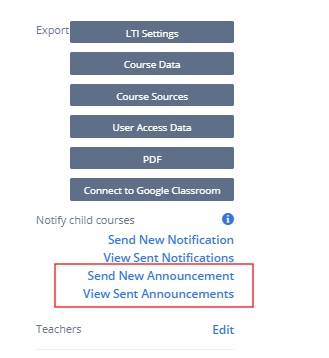 Export LTI Settings
Course Data
Course Sources
User Access Data
PDF
Connect to Google Classroom
Notify child courses
Send New Notification
View Sent Notifications
Send New Announcement
View Sent Announcements
Teachers Edit